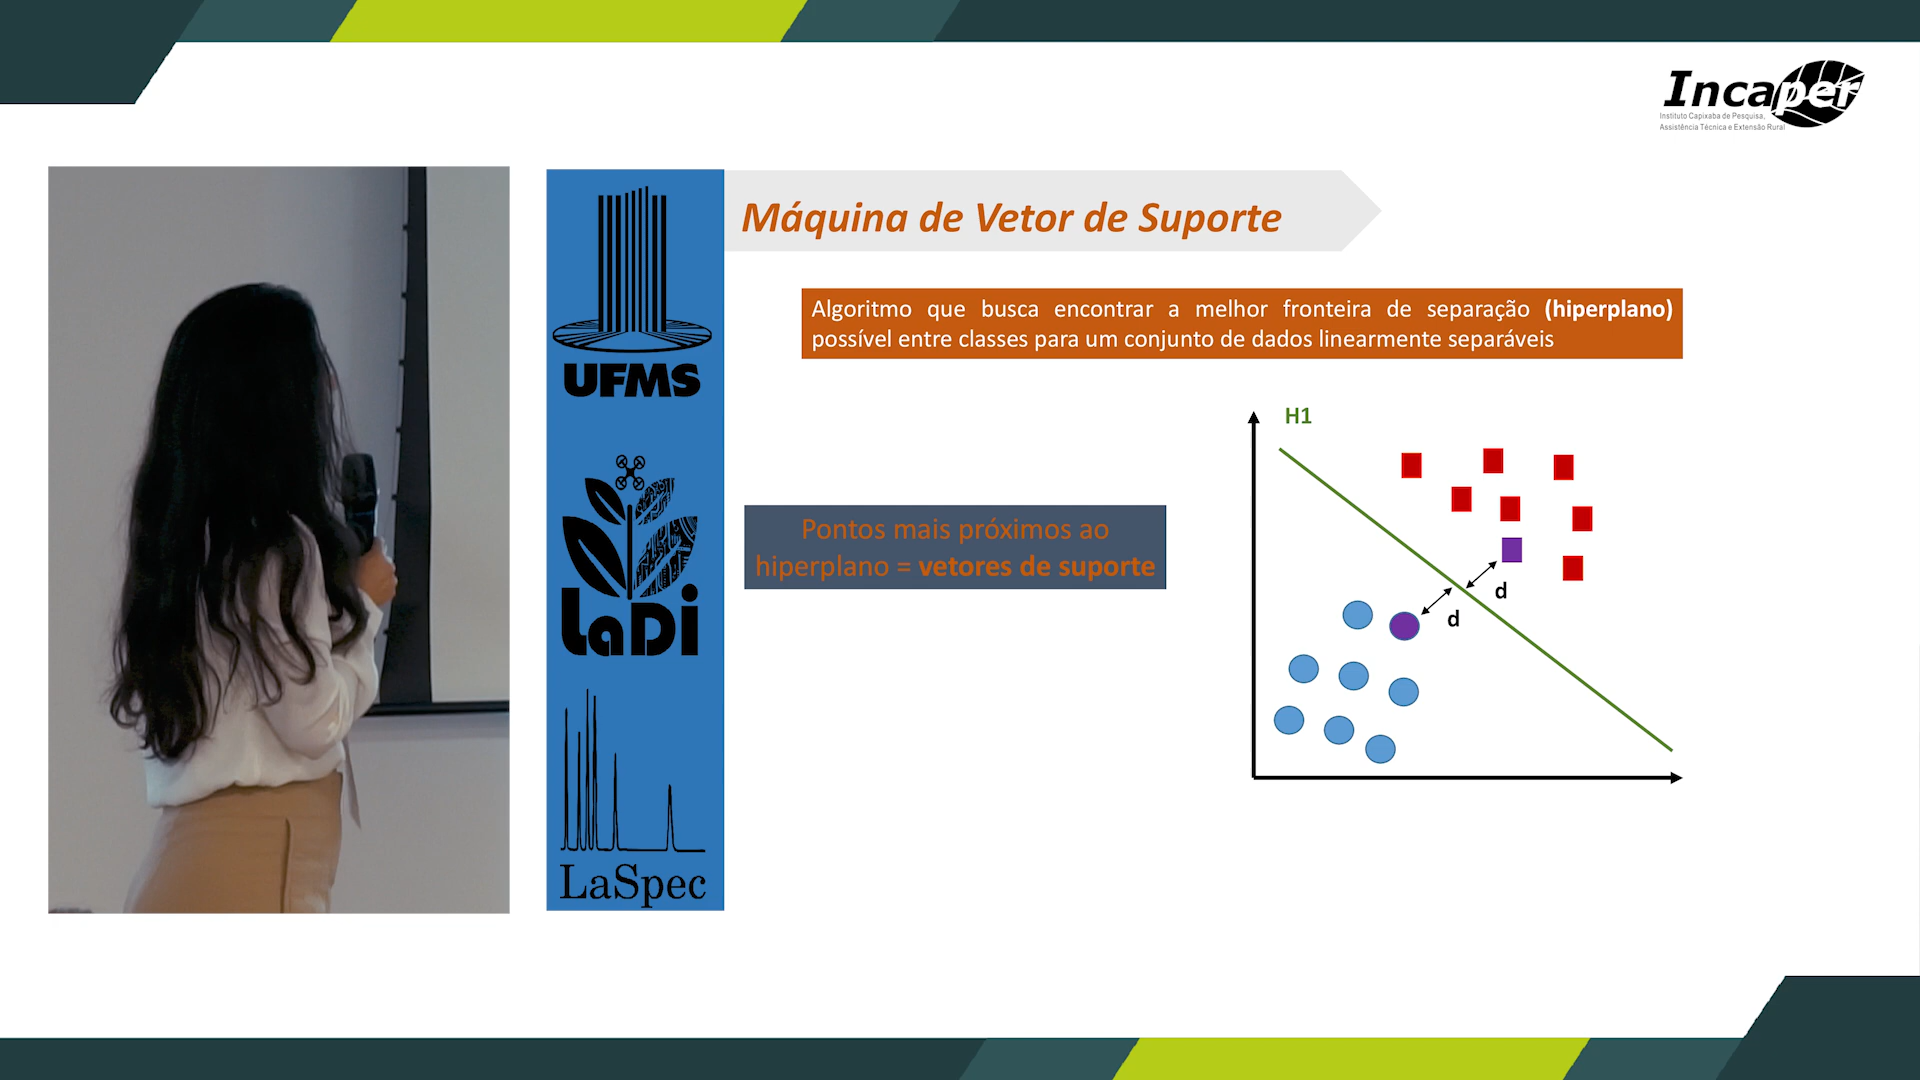 Incaper
Instituto Capixaba de Pesquisa,
Assistência Técnica e Extensão Rural
UFMS
LaDi
LaSpec
Máquina de Vetor de Suporte
Algoritmo que busca encontrar a melhor fronteira de separação (hiperplano)
possível entre classes para um conjunto de dados linearmente separáveis
Pontos mais próximos ao
hiperplano = vetores de suporte
H1
d
d